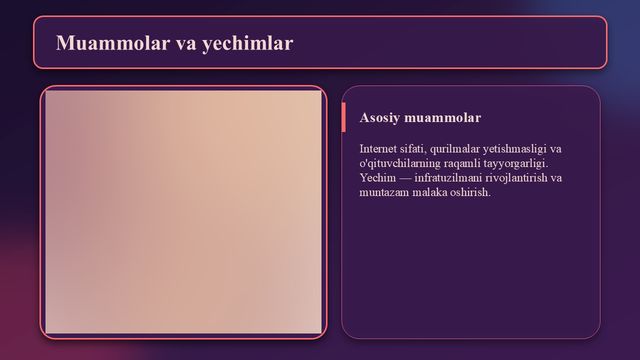 Muammolar va yechimlar
Asosiy muammolar
Internet sifati, qurilmalar yetishmasligi va
o'qituvchilarning raqamli tayyorgarligi.
Yechim — infratuzilmani rivojlantirish va
muntazam malaka oshirish.